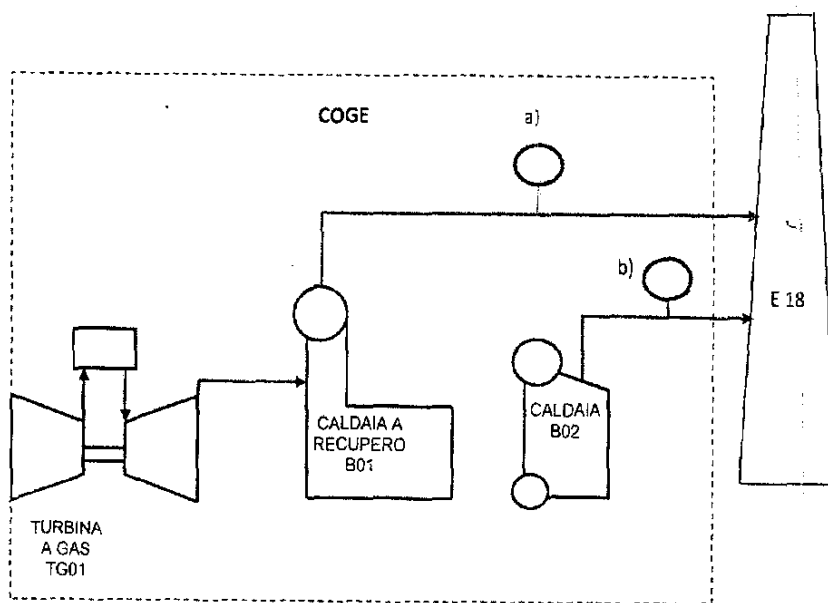 COGE
a)
b)
E 18
CALDAIA A
RECUPERO
B01
CALDAIA
B02
TURBINA
A GAS
TG01